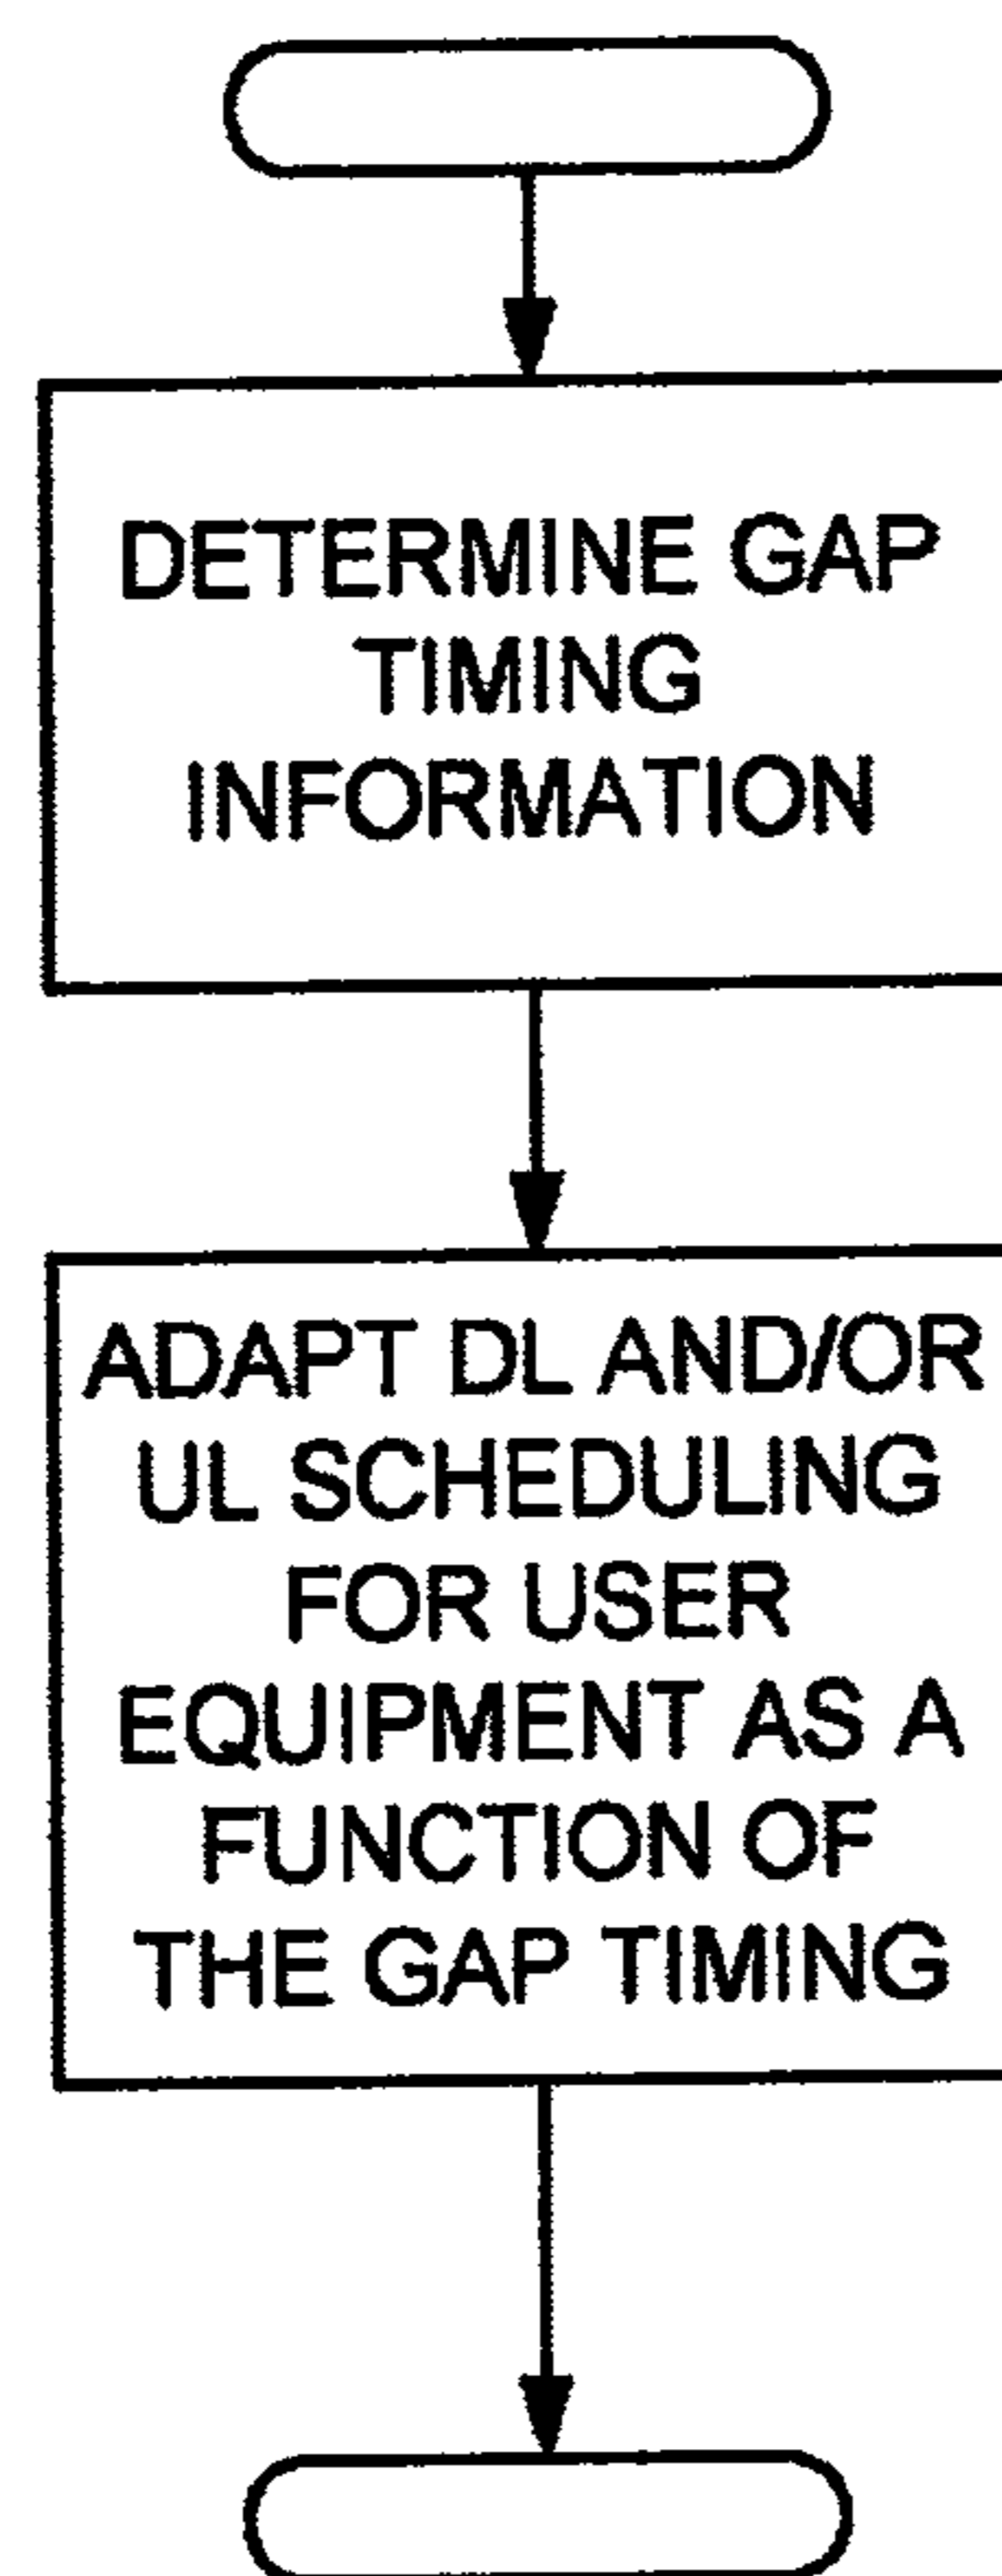 DETERMINE GAP
TIMING
INFORMATION
ADAPT DL AND/OR
UL SCHEDULING
FOR USER
EQUIPMENT AS A
FUNCTION OF
THE GAP TIMING